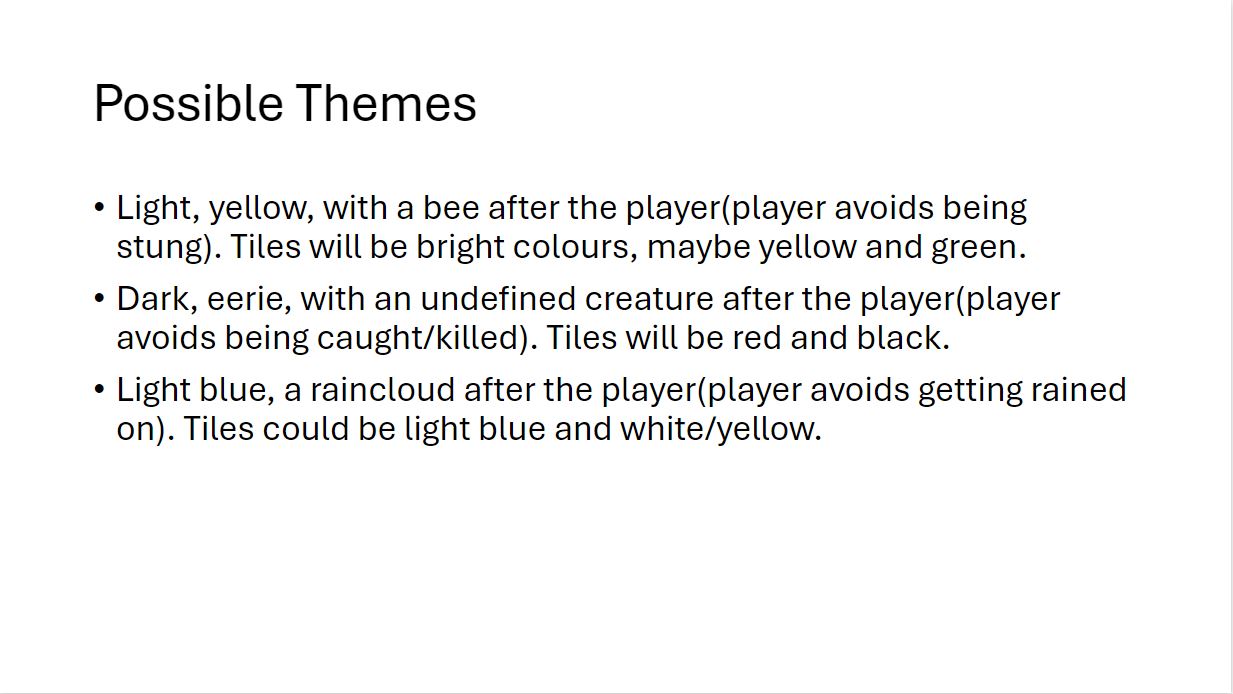 Possible Themes
• Light, yellow, with a bee after the player(player avoids being
stung). Tiles will be bright colours, maybe yellow and green.
• Dark, eerie, with an undefined creature after the player(player
avoids being caught/killed). Tiles will be red and black.
• Light blue, a raincloud after the player(player avoids getting rained
on). Tiles could be light blue and white/yellow.